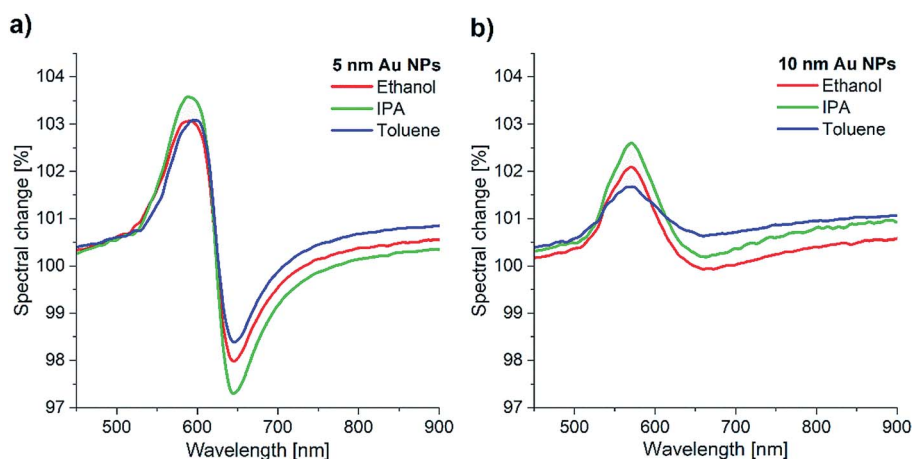 a)
5 nm Au NPs
Ethanol
IPA
Toluene
Spectral change [%]
104
103
102
101
100
99
98
97
500 600 700 800 900
Wavelength [nm]
b)
10 nm Au NPs
Ethanol
IPA
Toluene
Spectral change [%]
104
103
102
101
100
99
98
97
500 600 700 800 900
Wavelength [nm]